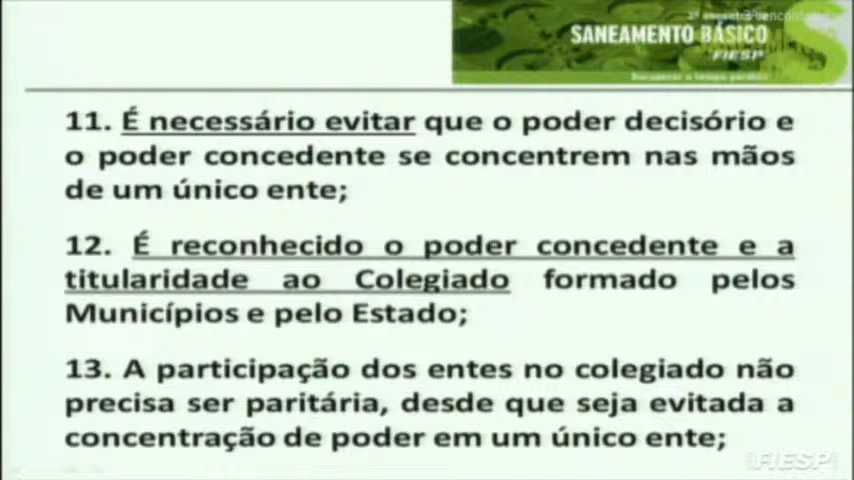 SANEAMENTO BÁSICO
FIESP
11. É necessário evitar que o poder decisório e
o poder concedente se concentrem nas mãos
de um único ente;
12. É reconhecido o poder concedente e a
titularidade ao Colegiado formado pelos
Municípios e pelo Estado;
13. A participação dos entes no colegiado não
precisa ser paritária, desde que seja evitada a
concentração de poder em um único ente;
FIESP